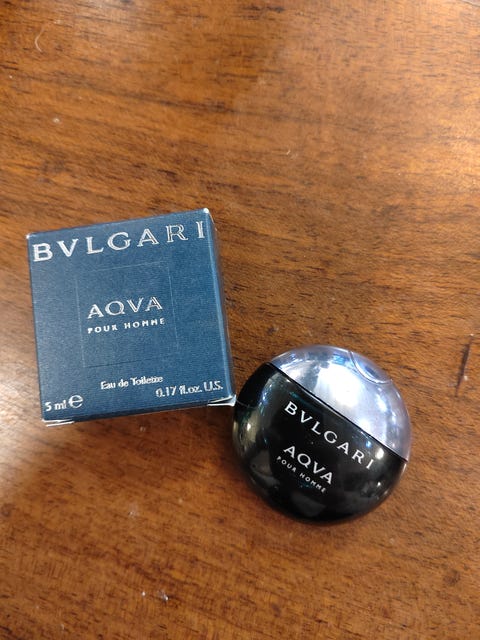 BVLGARI
AQVA
POUR HOMME
Eau de Toilette
5 ml e 0.17 fl.oz. U.S.
BVLGARI
AQVA
POUR HOMME